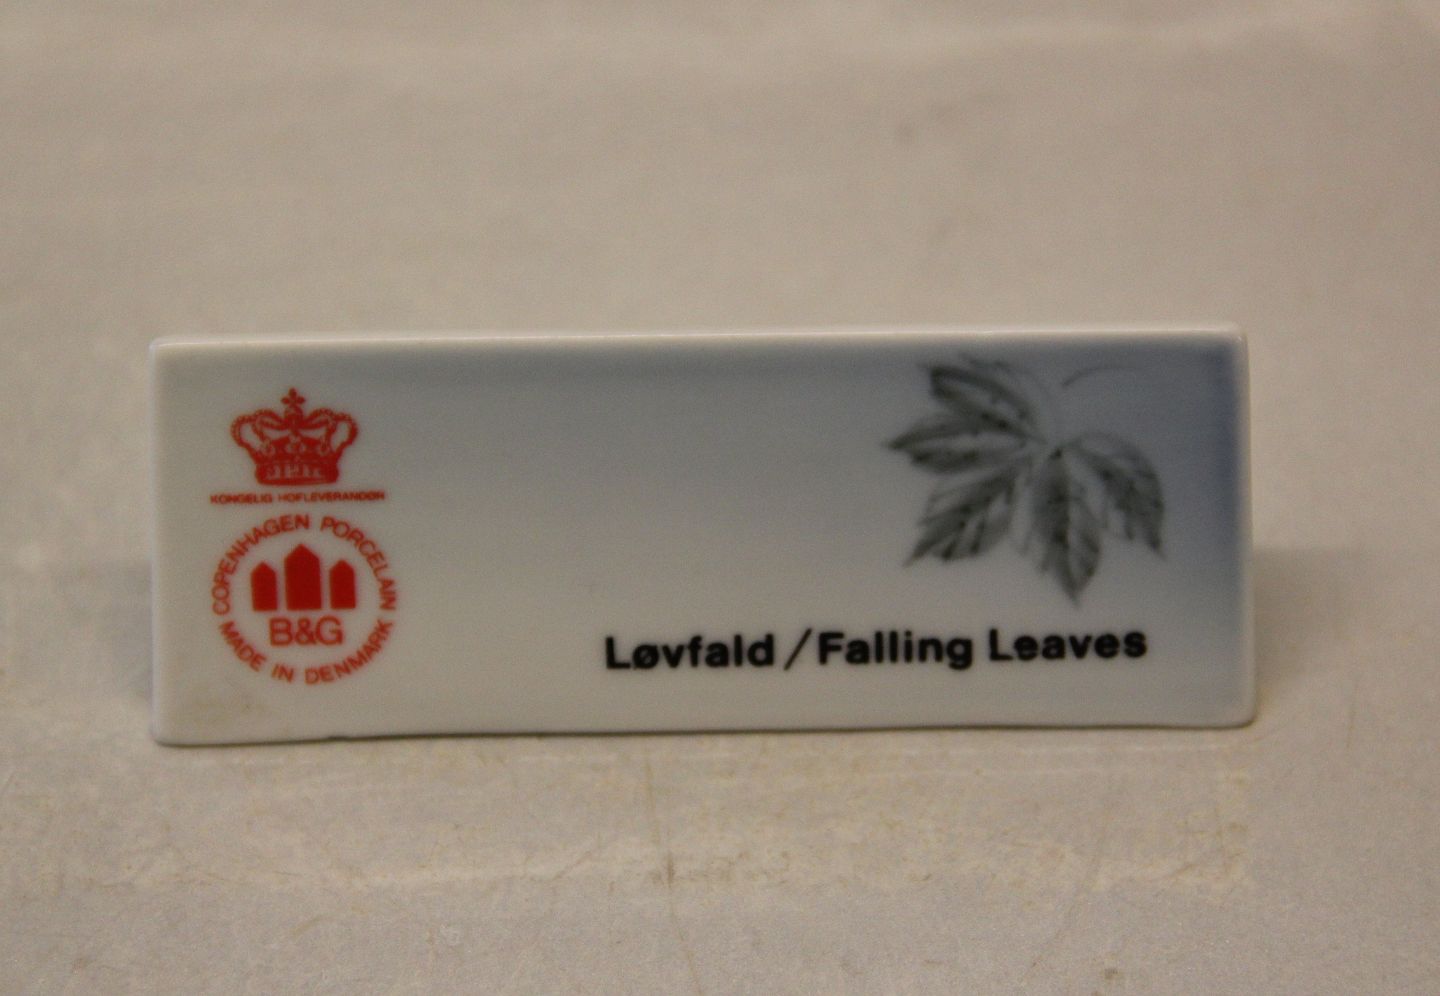 KONGELIG HOFLEVERANDØR
COPENHAGEN PORCELAIN
B&G
MADE IN DENMARK
Løvfald / Falling Leaves